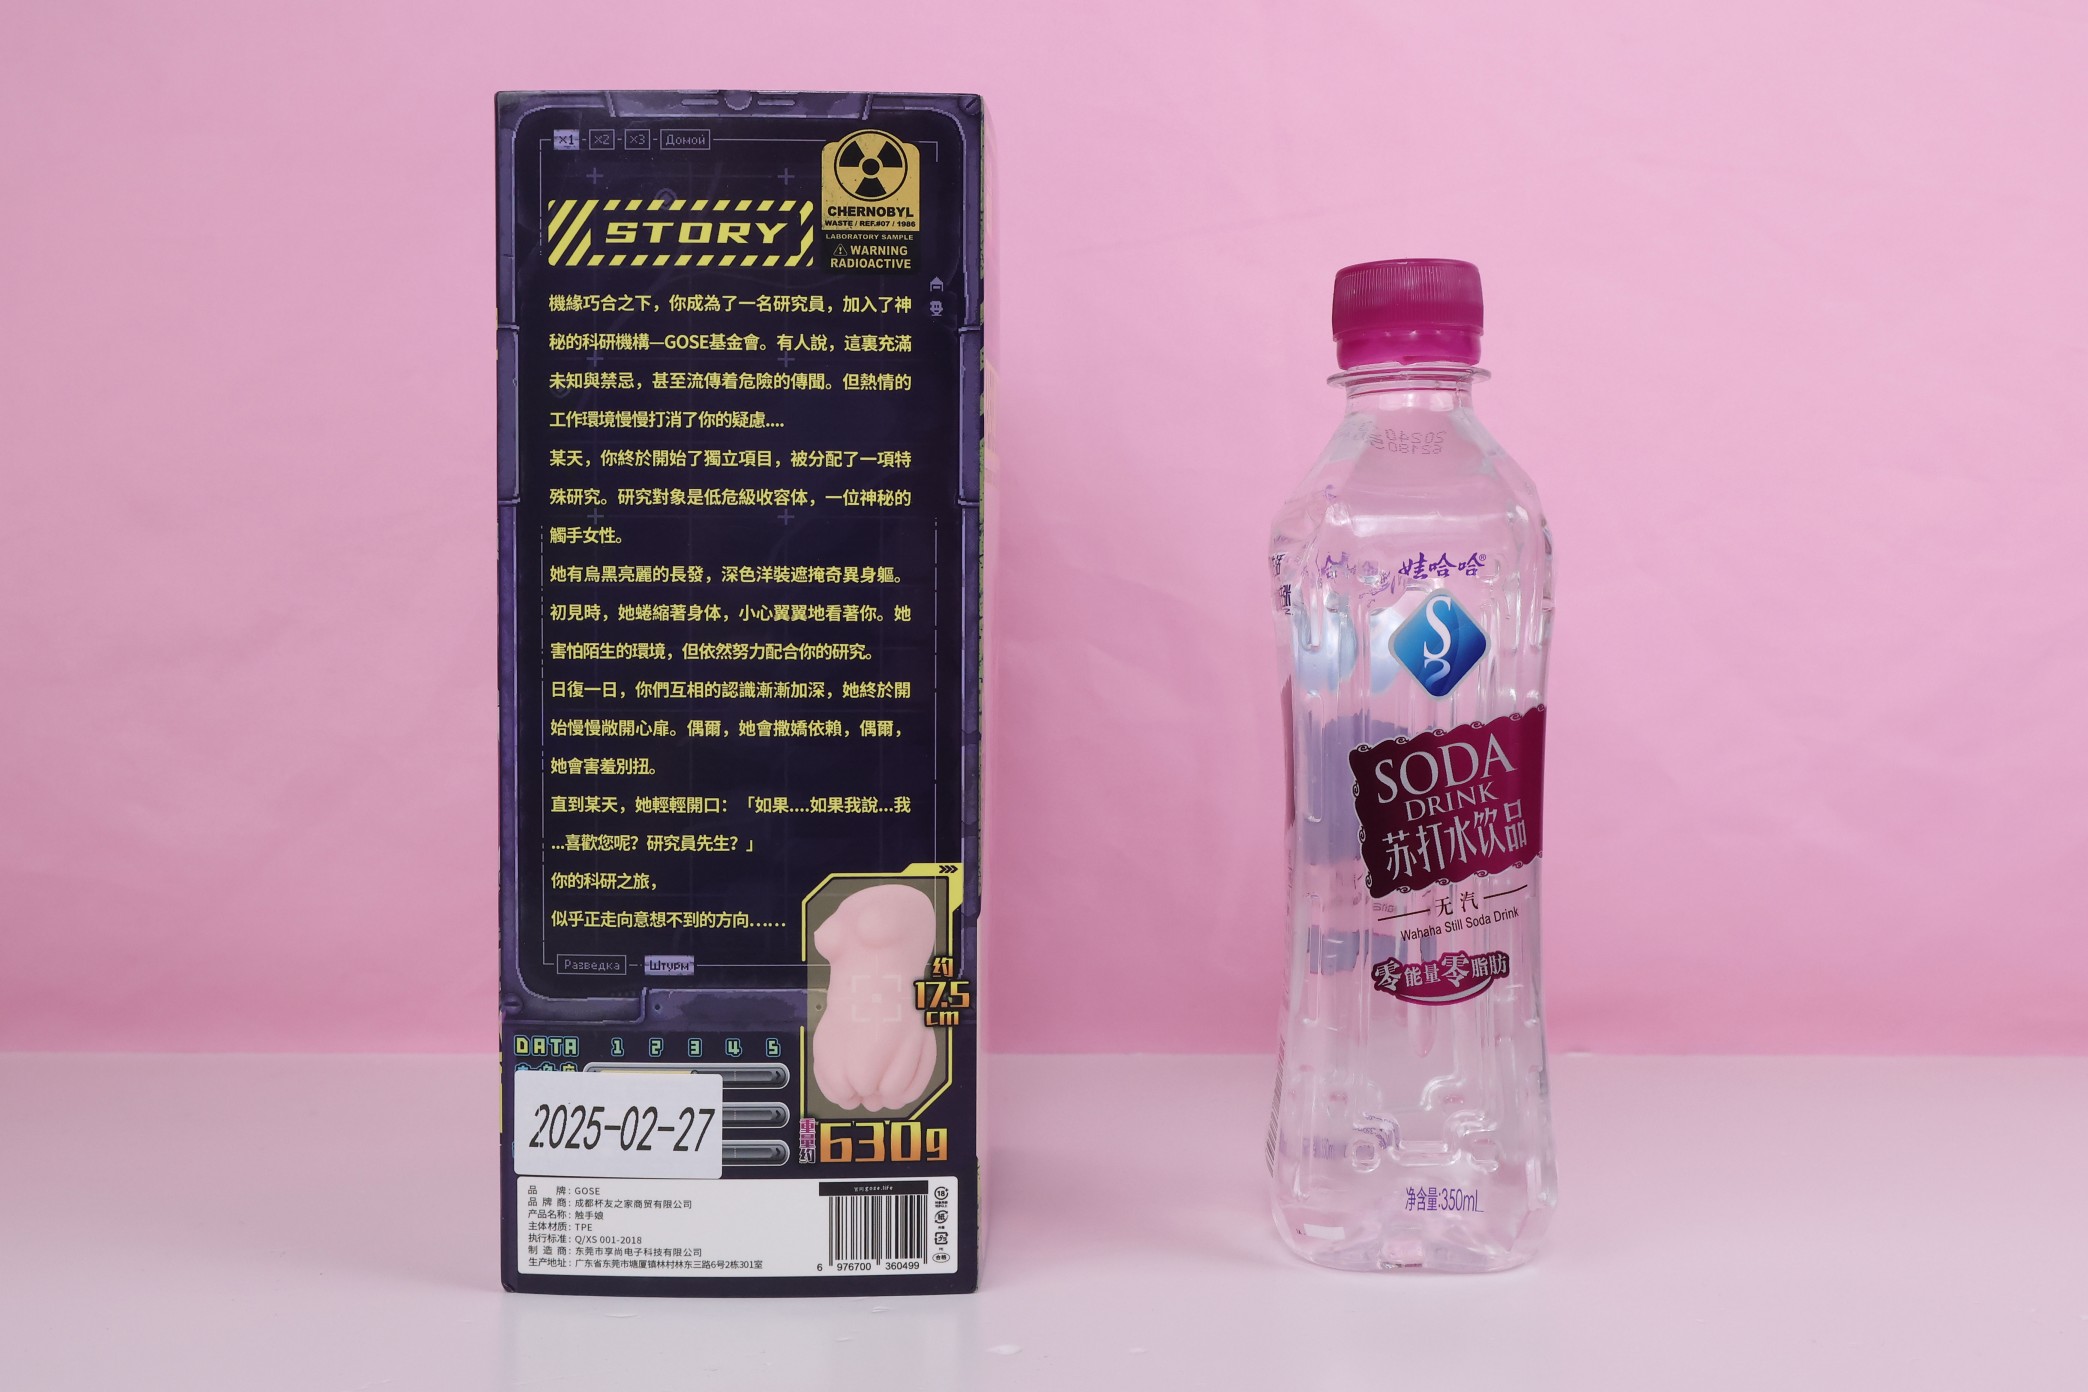 ×1 - ×2 - ×3 - Домой
CHERNOBYL
WASTE / REF.#07 / 1986
LABORATORY SAMPLE
WARNING
RADIOACTIVE
STORY
機緣巧合之下，你成為了一名研究員，加入了神
秘的科研機構—GOSE基金會。有人說，這裏充滿
未知與禁忌，甚至流傳着危險的傳聞。但熱情的
工作環境慢慢打消了你的疑慮....
某天，你終於開始了獨立項目，被分配了一項特
殊研究。研究對象是低危級收容体，一位神秘的
觸手女性。
她有烏黑亮麗的長發，深色洋裝遮掩奇異身軀。
初見時，她蜷縮著身体，小心翼翼地看著你。她
害怕陌生的環境，但依然努力配合你的研究。
日復一日，你們互相的認識漸漸加深，她終於開
始慢慢敞開心扉。偶爾，她會撒嬌依賴，偶爾，
她會害羞別扭。
直到某天，她輕輕開口：「如果....如果我說...我
...喜歡您呢？研究員先生？」
你的科研之旅，
似乎正走向意想不到的方向……
Разведка - Штурм
约
17.5
cm
DATA 1 2 3 4 5
2025-02-27
重量约 630g
品 牌：GOSE
品 牌 商：成都杯友之家商贸有限公司
产品名称：触手娘
主体材质：TPE
执行标准：Q/XS 001-2018
制 造 商：东莞市享尚电子科技有限公司
生产地址：广东省东莞市塘厦镇林村林东三路6号2栋301室
gose.life
6 976700 360499
18
合格
娃哈哈®
S
SODA
DRINK
苏打水饮品
无汽
Wahaha Still Soda Drink
零能量零脂肪
净含量:350mL